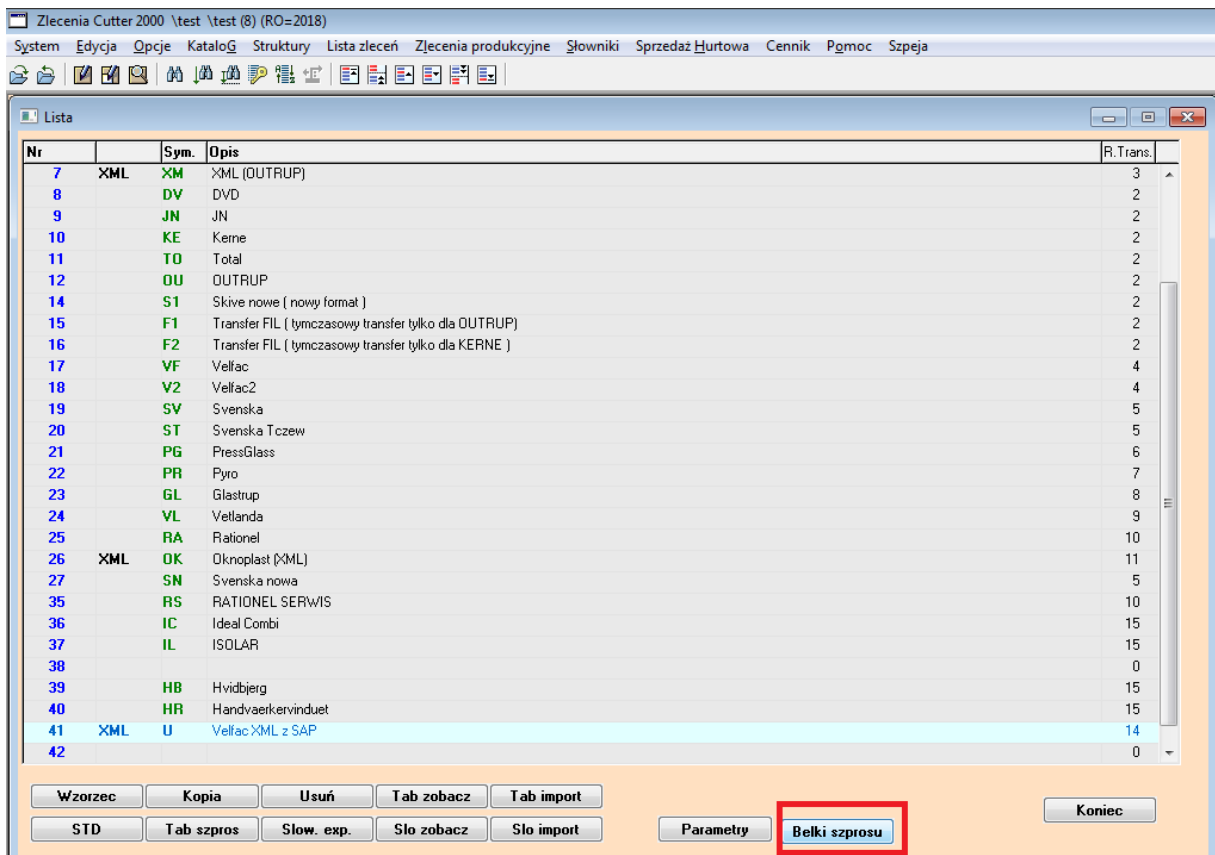 Zlecenia Cutter 2000 \test \test (8) (RO=2018)
System Edycja Opcje KataloG Struktury Lista zleceń Zlecenia produkcyjne Słowniki Sprzedaż Hurtowa Cennik Pomoc Szpeja
Lista
Nr Sym. Opis R.Trans.
7 XML XM XML (OUTRUP) 3
8 DV DVD 2
9 JN JN 2
10 KE Kerne 2
11 TO Total 2
12 OU OUTRUP 2
14 S1 Skive nowe ( nowy format ) 2
15 F1 Transfer FIL ( tymczasowy transfer tylko dla OUTRUP) 2
16 F2 Transfer FIL ( tymczasowy transfer tylko dla KERNE ) 2
17 VF Velfac 4
18 V2 Velfac2 4
19 SV Svenska 5
20 ST Svenska Tczew 5
21 PG PressGlass 6
22 PR Pyro 7
23 GL Glastrup 8
24 VL Vetlanda 9
25 RA Rationel 10
26 XML OK Oknoplast (XML) 11
27 SN Svenska nowa 5
35 RS RATIONEL SERWIS 10
36 IC Ideal Combi 15
37 IL ISOLAR 15
38 0
39 HB Hvidbjerg 15
40 HR Handvaerkervinduet 15
41 XML U Velfac XML z SAP 14
42 0
Wzorzec Kopia Usuń Tab zobacz Tab import
Koniec
STD Tab szpros Slow. exp. Slo zobacz Slo import Parametry Belki szprosu